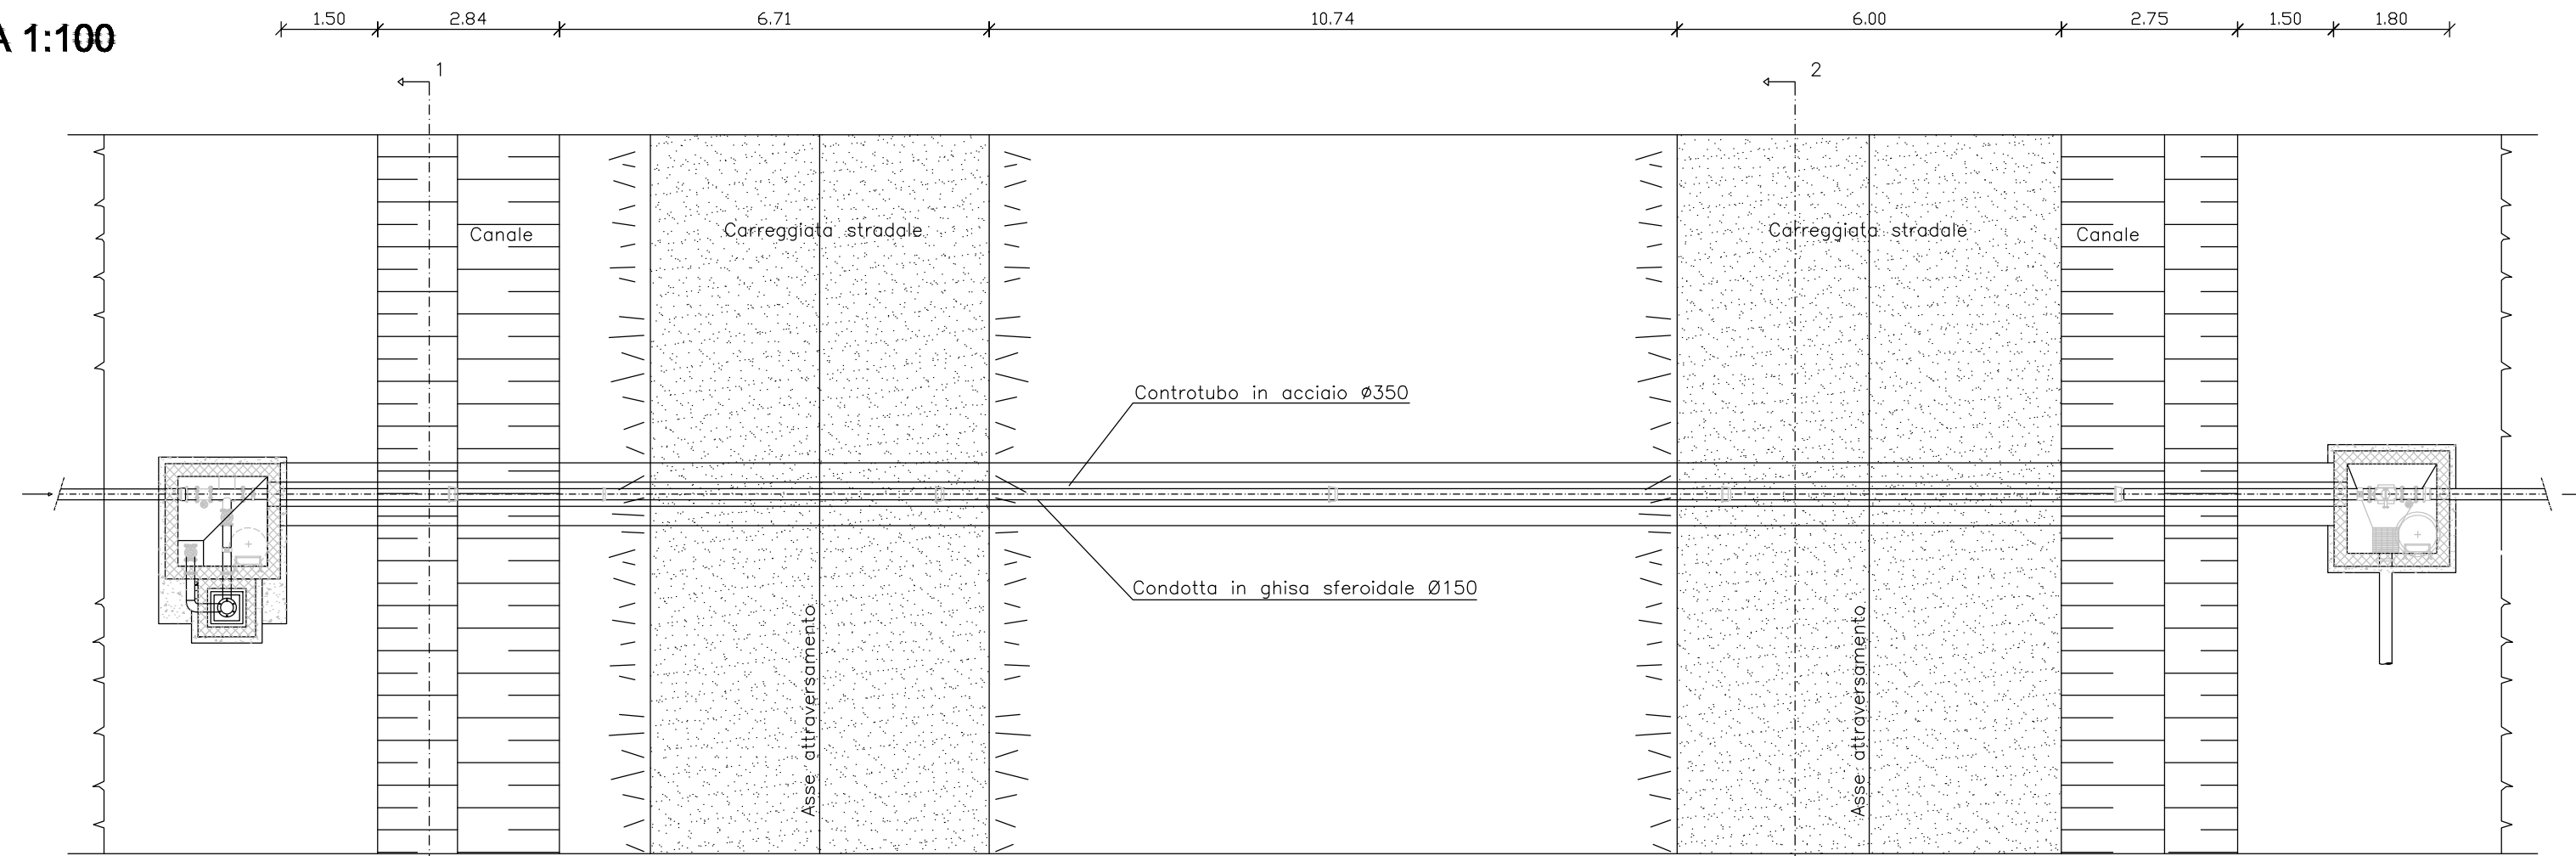 A 1:100
1.50 2.84 6.71 10.74 6.00 2.75 1.50 1.80
1 2
Canale Carreggiata stradale Carreggiata stradale Canale
Controtubo in acciaio Ø350
Condotta in ghisa sferoidale Ø150
Asse attraversamento
Asse attraversamento